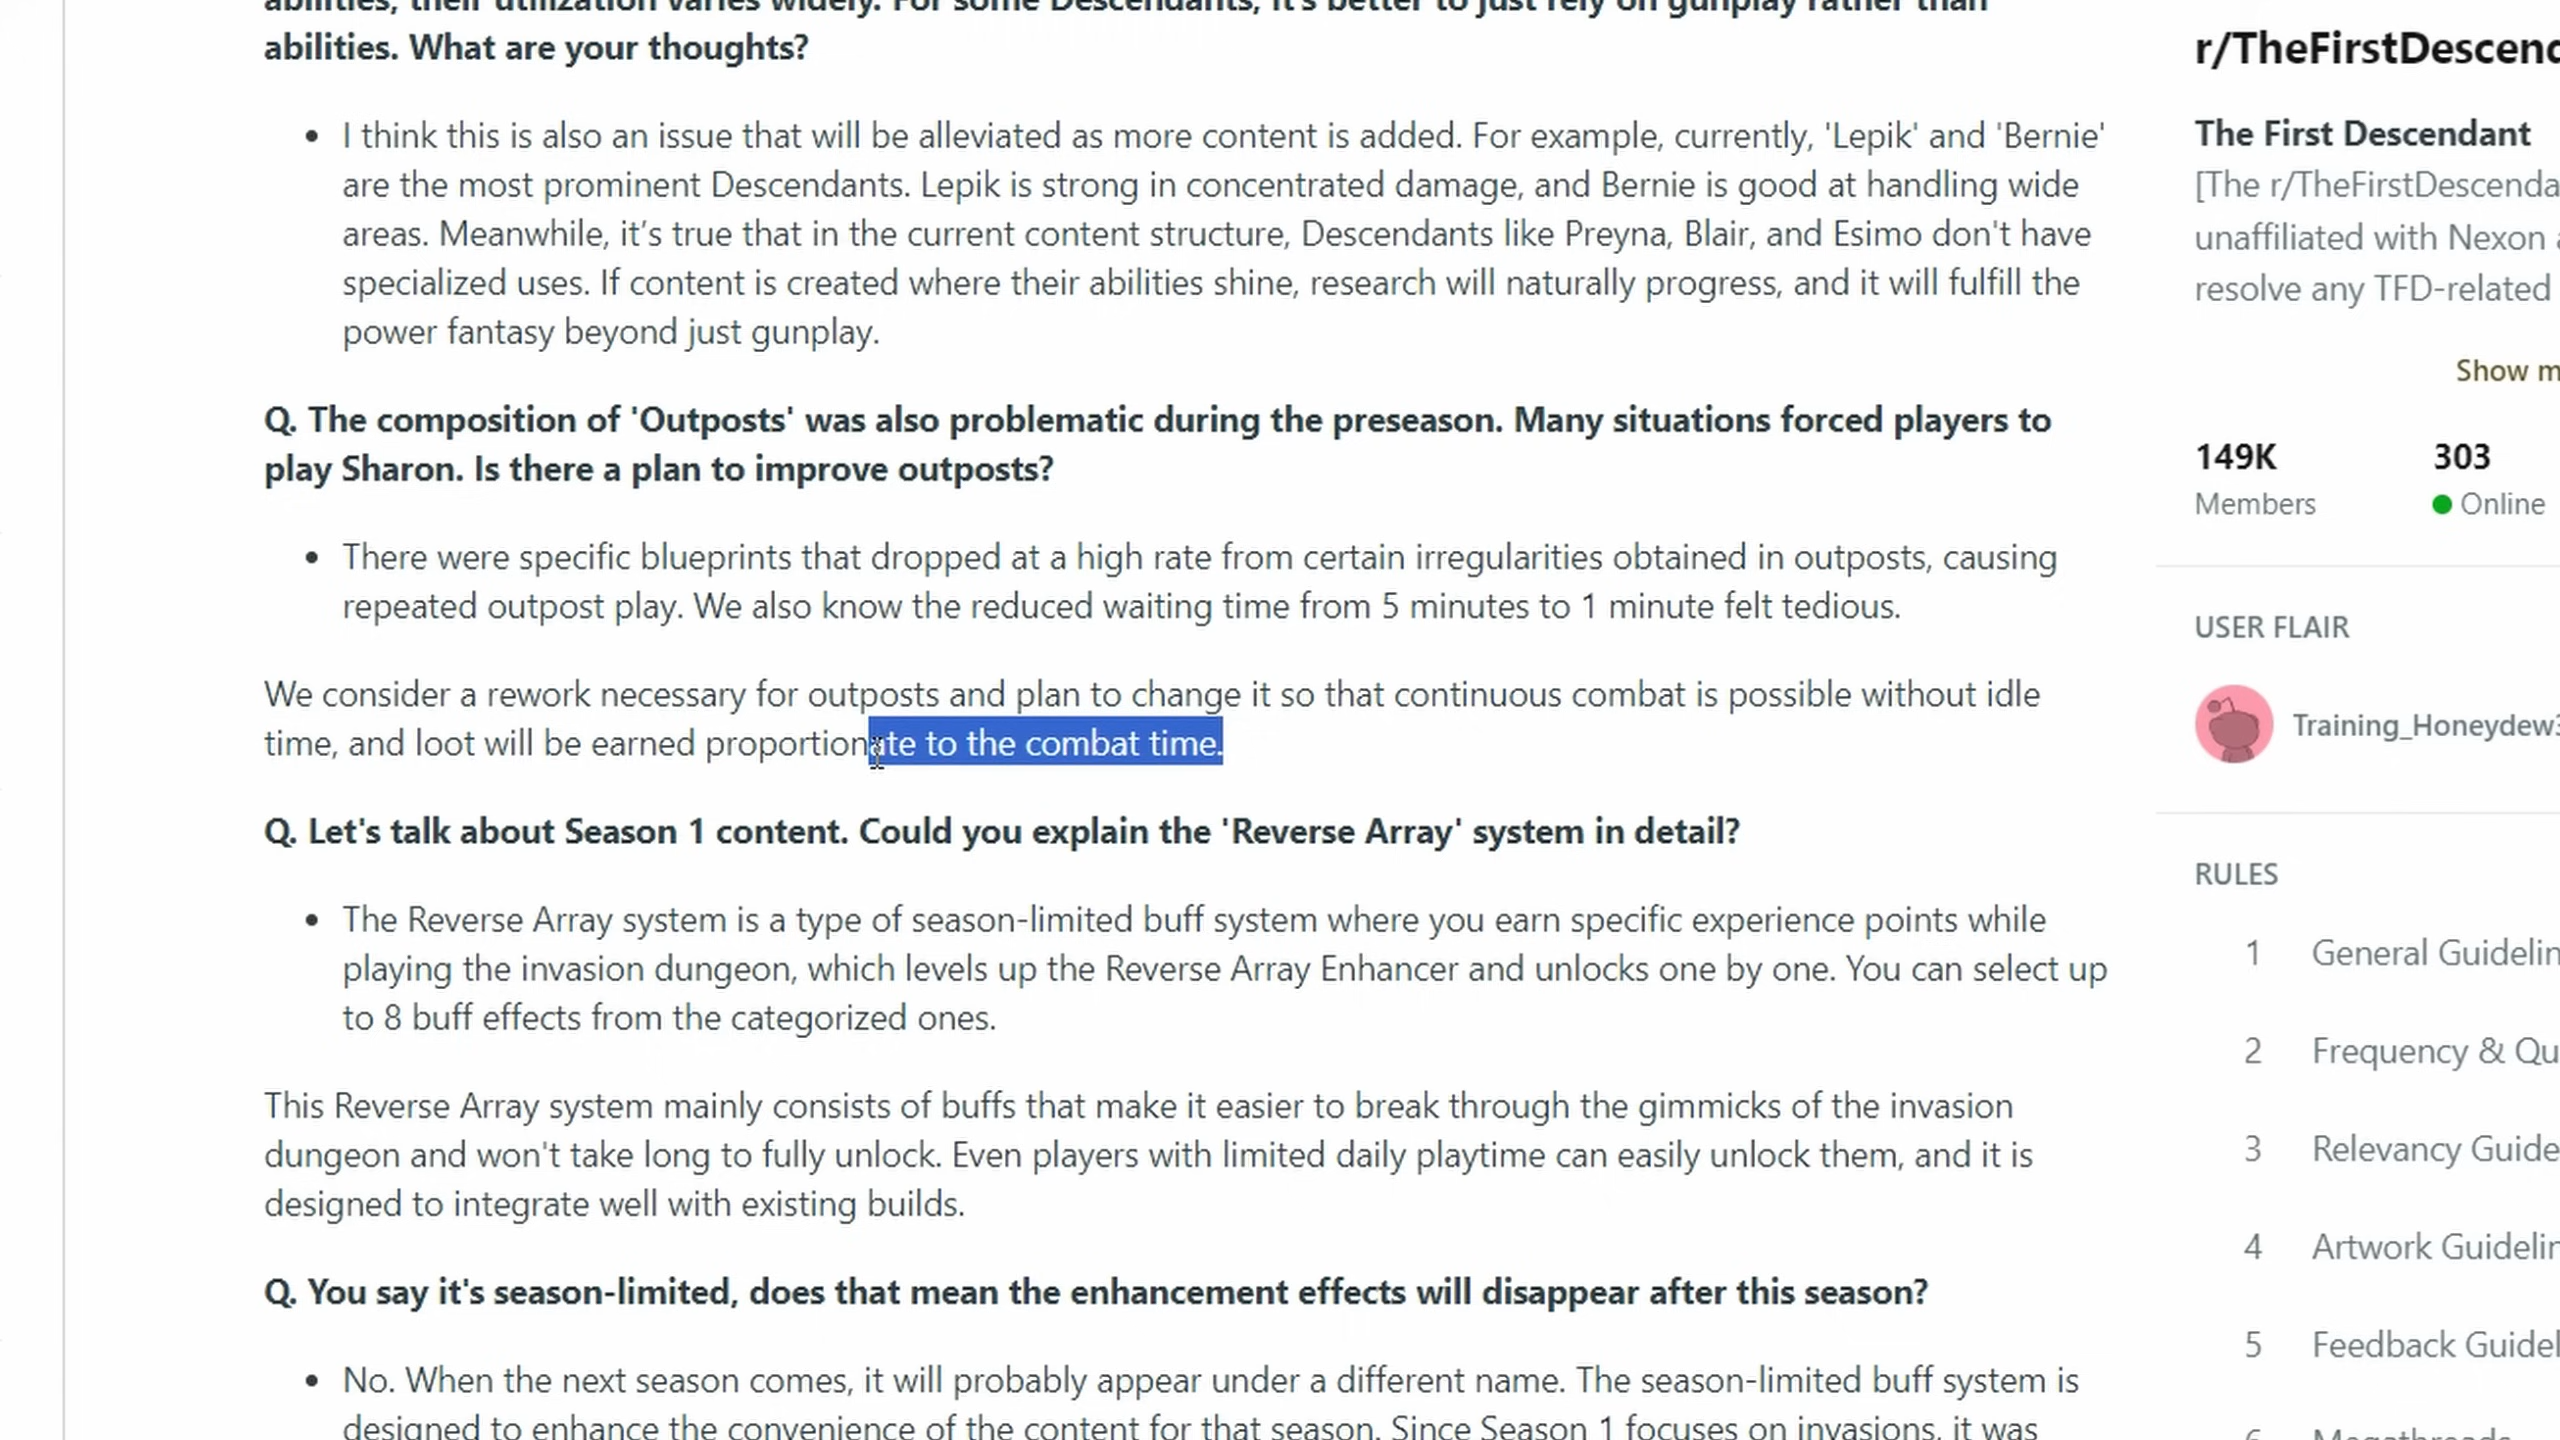 abilities, their utilization varies widely. For some Descendants, it's better to just rely on gunplay rather than
abilities. What are your thoughts?
• I think this is also an issue that will be alleviated as more content is added. For example, currently, 'Lepik' and 'Bernie'
are the most prominent Descendants. Lepik is strong in concentrated damage, and Bernie is good at handling wide
areas. Meanwhile, it’s true that in the current content structure, Descendants like Preyna, Blair, and Esimo don't have
specialized uses. If content is created where their abilities shine, research will naturally progress, and it will fulfill the
power fantasy beyond just gunplay.
Q. The composition of 'Outposts' was also problematic during the preseason. Many situations forced players to
play Sharon. Is there a plan to improve outposts?
• There were specific blueprints that dropped at a high rate from certain irregularities obtained in outposts, causing
repeated outpost play. We also know the reduced waiting time from 5 minutes to 1 minute felt tedious.
We consider a rework necessary for outposts and plan to change it so that continuous combat is possible without idle
time, and loot will be earned proportionate to the combat time.
Q. Let's talk about Season 1 content. Could you explain the 'Reverse Array' system in detail?
• The Reverse Array system is a type of season-limited buff system where you earn specific experience points while
playing the invasion dungeon, which levels up the Reverse Array Enhancer and unlocks one by one. You can select up
to 8 buff effects from the categorized ones.
This Reverse Array system mainly consists of buffs that make it easier to break through the gimmicks of the invasion
dungeon and won't take long to fully unlock. Even players with limited daily playtime can easily unlock them, and it is
designed to integrate well with existing builds.
Q. You say it's season-limited, does that mean the enhancement effects will disappear after this season?
• No. When the next season comes, it will probably appear under a different name. The season-limited buff system is
designed to enhance the convenience of the content for that season. Since Season 1 focuses on invasions, it was
r/TheFirstDescend
The First Descendant
[The r/TheFirstDescenda
unaffiliated with Nexon a
resolve any TFD-related
Show m
149K 303
Members Online
USER FLAIR
Training_Honeydew3
RULES
1 General Guidelin
2 Frequency & Qu
3 Relevancy Guide
4 Artwork Guidelin
5 Feedback Guidel
6 Megathreads